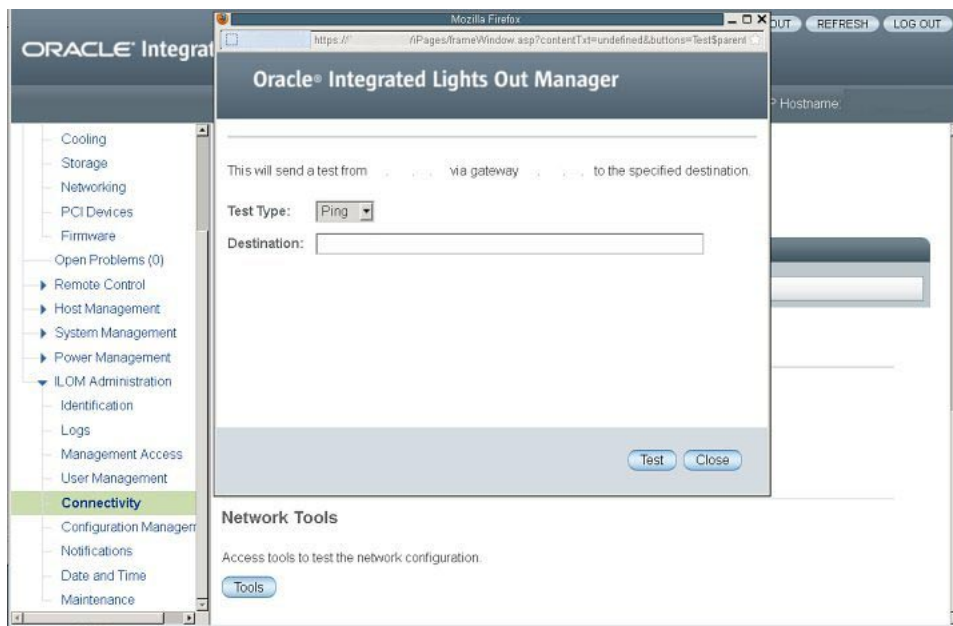 Mozilla Firefox
https://
/iPages/frameWindow.asp?contentTxt=undefined&buttons=Test$parent
OUT REFRESH LOG OUT
ORACLE® Integrat
Oracle® Integrated Lights Out Manager
P Hostname:
Cooling
Storage
Networking
PCI Devices
Firmware
Open Problems (0)
Remote Control
Host Management
System Management
Power Management
ILOM Administration
Identification
Logs
Management Access
User Management
Connectivity
Configuration Managem
Notifications
Date and Time
Maintenance
This will send a test from . . . via gateway . . . to the specified destination.
Test Type: Ping
Destination:
Test Close
Network Tools
Access tools to test the network configuration.
Tools